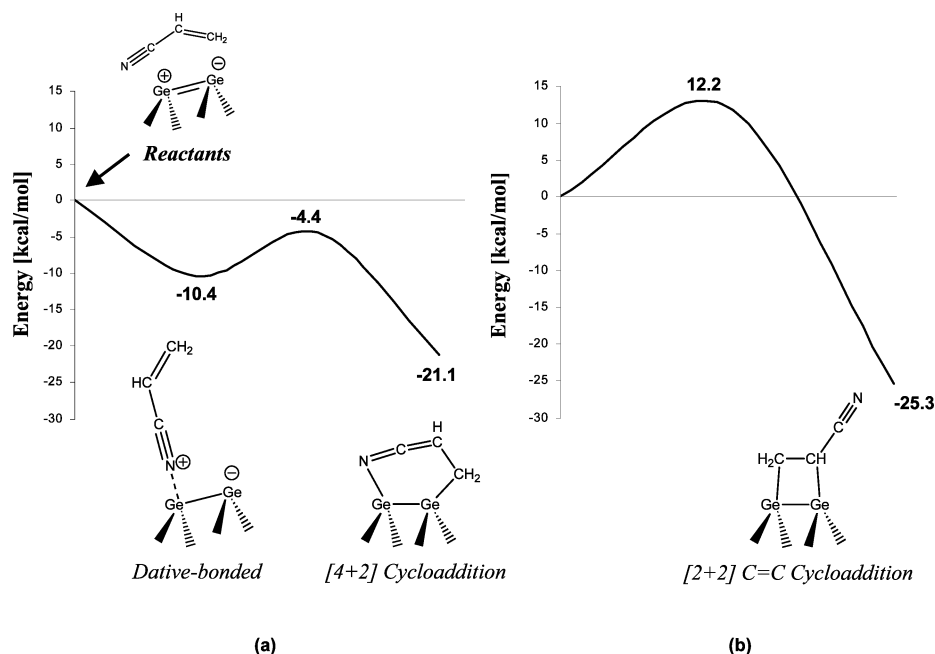 H
C
CH2
C
N
⊕
⊖
Ge
Ge
Reactants
Energy [kcal/mol]
15
10
5
0
-5
-10
-15
-20
-25
-30
-4.4
-10.4
-21.1
CH2
HC
C
N⊕
⊖
Ge
Ge
Dative-bonded
H
N
C
C
CH2
Ge
Ge
[4+2] Cycloaddition
(a)
Energy [kcal/mol]
15
10
5
0
-5
-10
-15
-20
-25
-30
12.2
-25.3
N
C
H2C
CH
Ge
Ge
[2+2] C=C Cycloaddition
(b)